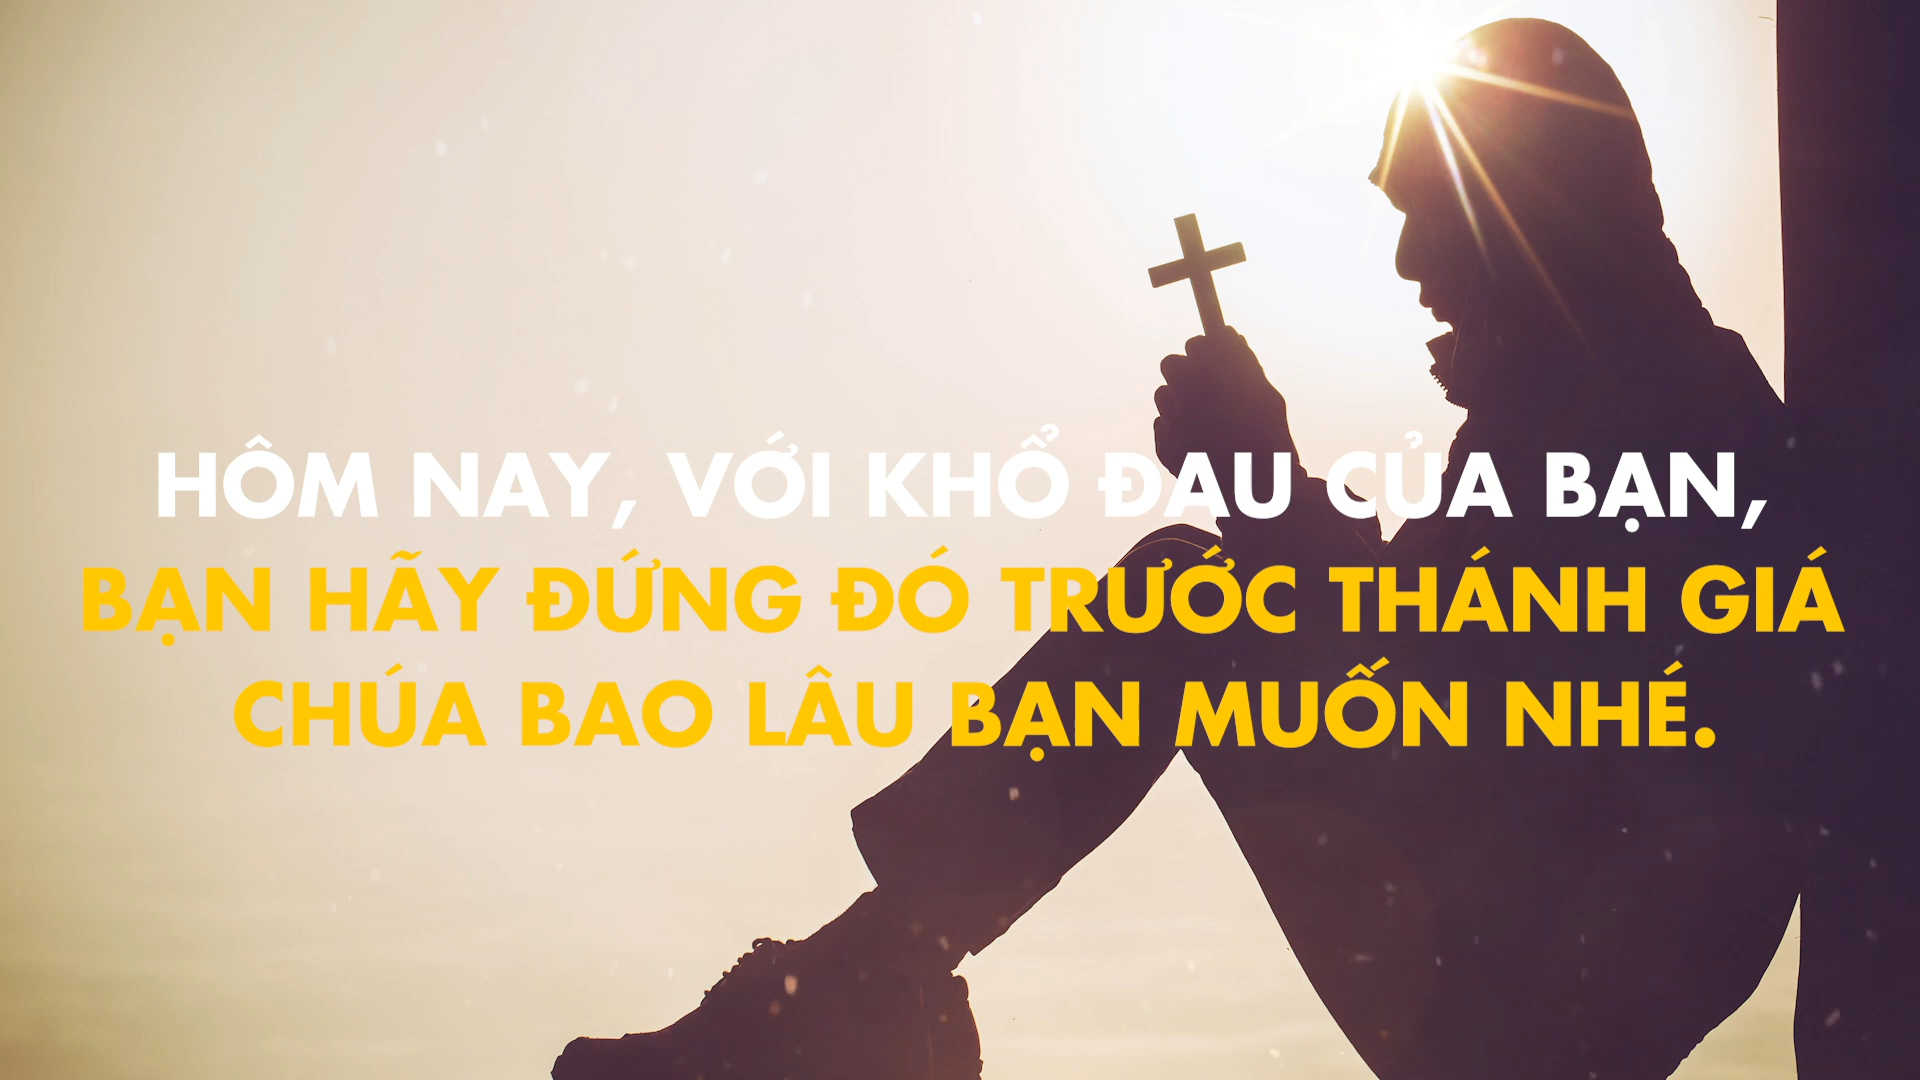 HÔM NAY, VỚI KHỔ ĐAU CỦA BẠN,
BẠN HÃY ĐỨNG ĐÓ TRƯỚC THÁNH GIÁ
CHÚA BAO LÂU BẠN MUỐN NHÉ.